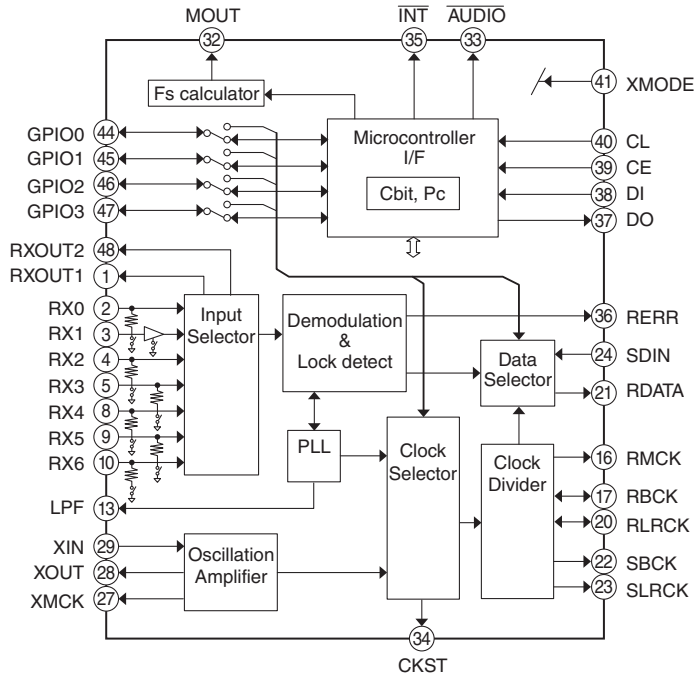 MOUT
INT
AUDIO
32
35
33
Fs calculator
41
XMODE
GPIO0
44
GPIO1
45
GPIO2
46
GPIO3
47
Microcontroller
I/F
Cbit, Pc
40
CL
39
CE
38
DI
37
DO
RXOUT2
48
RXOUT1
1
RX0
2
RX1
3
RX2
4
RX3
5
RX4
8
RX5
9
RX6
10
Input
Selector
Demodulation
&
Lock detect
36
RERR
Data
Selector
24
SDIN
21
RDATA
PLL
Clock
Selector
Clock
Divider
16
RMCK
17
RBCK
20
RLRCK
22
SBCK
23
SLRCK
LPF
13
XIN
29
XOUT
28
XMCK
27
Oscillation
Amplifier
34
CKST